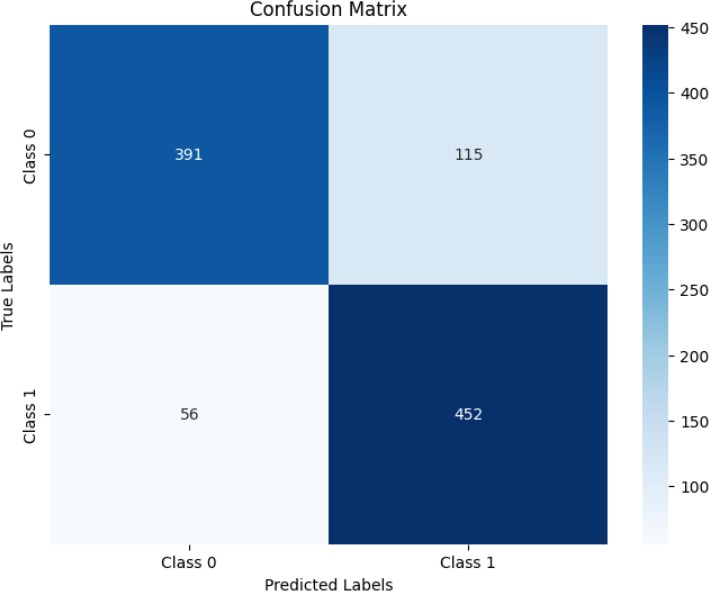 Confusion Matrix
True Labels
Class 0
Class 1
391
115
56
452
Class 0
Class 1
Predicted Labels
450
400
350
300
250
200
150
100